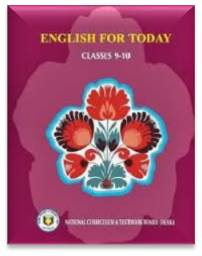 ENGLISH FOR TODAY
CLASSES 9-10
NATIONAL CURRICULUM & TEXTBOOK BOARD DHAKA